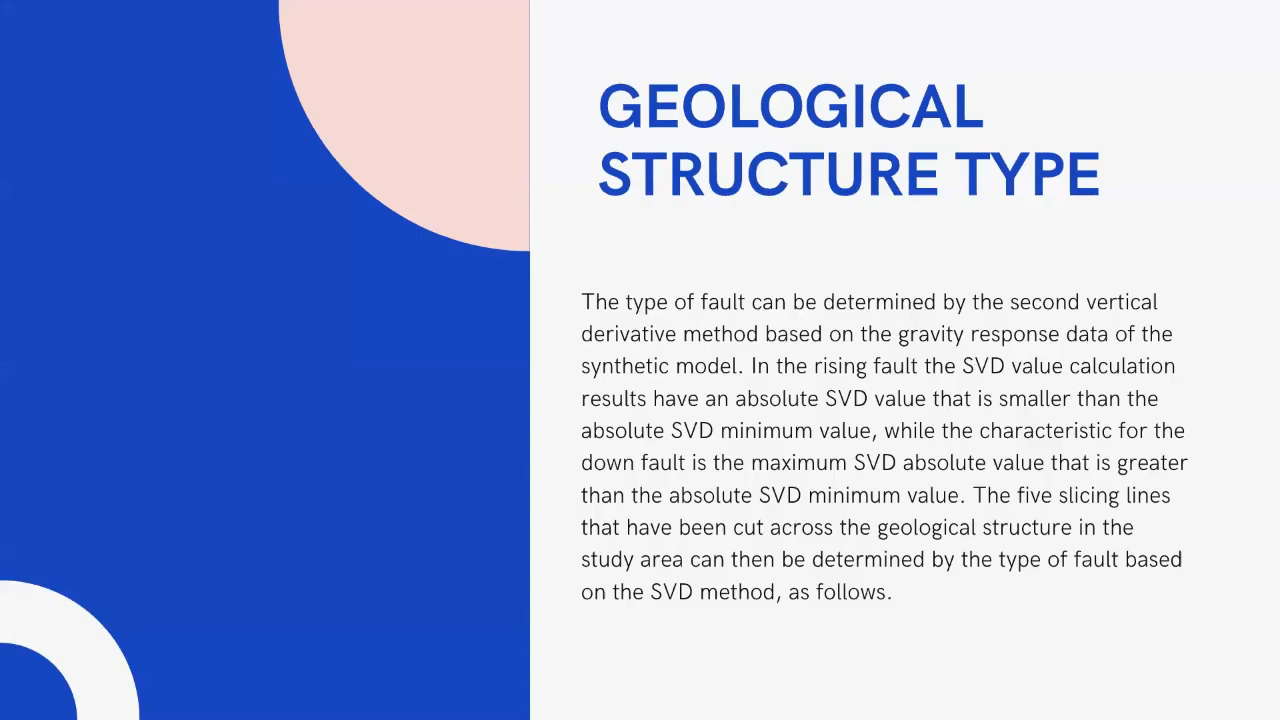 GEOLOGICAL
STRUCTURE TYPE
The type of fault can be determined by the second vertical
derivative method based on the gravity response data of the
synthetic model. In the rising fault the SVD value calculation
results have an absolute SVD value that is smaller than the
absolute SVD minimum value, while the characteristic for the
down fault is the maximum SVD absolute value that is greater
than the absolute SVD minimum value. The five slicing lines
that have been cut across the geological structure in the
study area can then be determined by the type of fault based
on the SVD method, as follows.